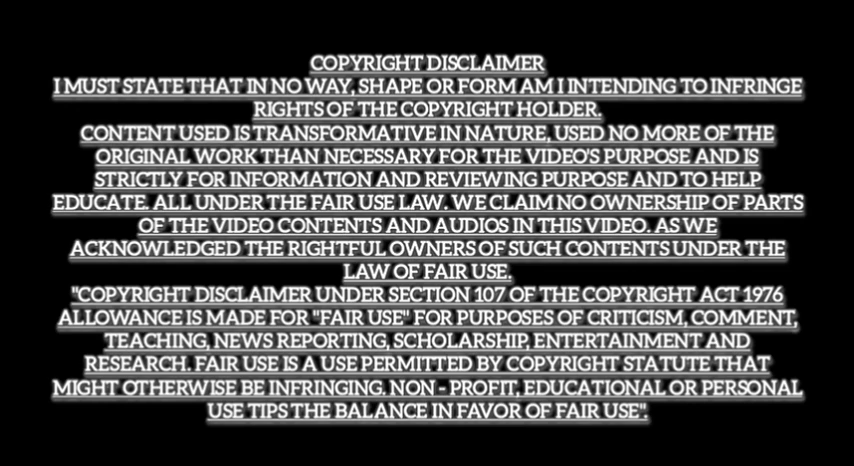 COPYRIGHT DISCLAIMER
I MUST STATE THAT IN NO WAY, SHAPE OR FORM AM I INTENDING TO INFRINGE
RIGHTS OF THE COPYRIGHT HOLDER.
CONTENT USED IS TRANSFORMATIVE IN NATURE, USED NO MORE OF THE
ORIGINAL WORK THAN NECESSARY FOR THE VIDEO'S PURPOSE AND IS
STRICTLY FOR INFORMATION AND REVIEWING PURPOSE AND TO HELP
EDUCATE. ALL UNDER THE FAIR USE LAW. WE CLAIM NO OWNERSHIP OF PARTS
OF THE VIDEO CONTENTS AND AUDIOS IN THIS VIDEO. AS WE
ACKNOWLEDGED THE RIGHTFUL OWNERS OF SUCH CONTENTS UNDER THE
LAW OF FAIR USE.
"COPYRIGHT DISCLAIMER UNDER SECTION 107 OF THE COPYRIGHT ACT 1976
ALLOWANCE IS MADE FOR "FAIR USE" FOR PURPOSES OF CRITICISM, COMMENT,
TEACHING, NEWS REPORTING, SCHOLARSHIP, ENTERTAINMENT AND
RESEARCH. FAIR USE IS A USE PERMITTED BY COPYRIGHT STATUTE THAT
MIGHT OTHERWISE BE INFRINGING. NON - PROFIT, EDUCATIONAL OR PERSONAL
USE TIPS THE BALANCE IN FAVOR OF FAIR USE".